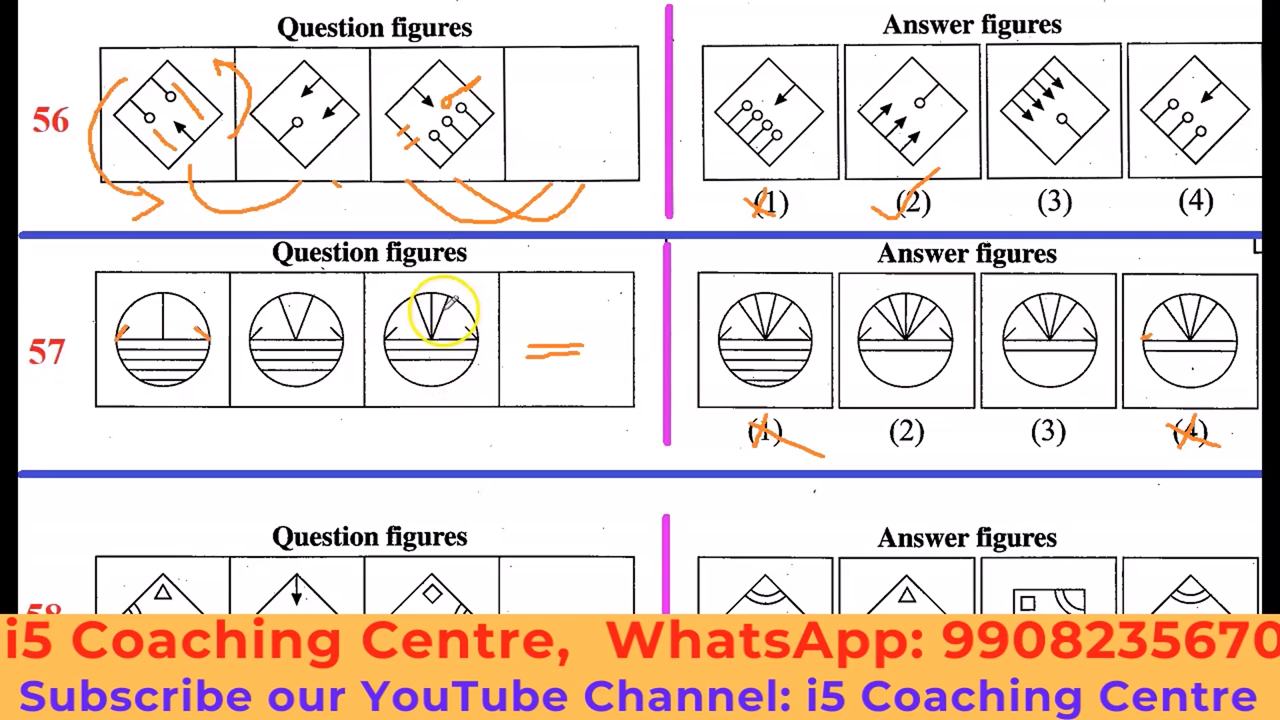 Question figures
Answer figures
56
(1) (2) (3) (4)
Question figures
Answer figures
57
(1) (2) (3) (4)
Question figures
Answer figures
58
i5 Coaching Centre, WhatsApp: 9908235670
Subscribe our YouTube Channel: i5 Coaching Centre